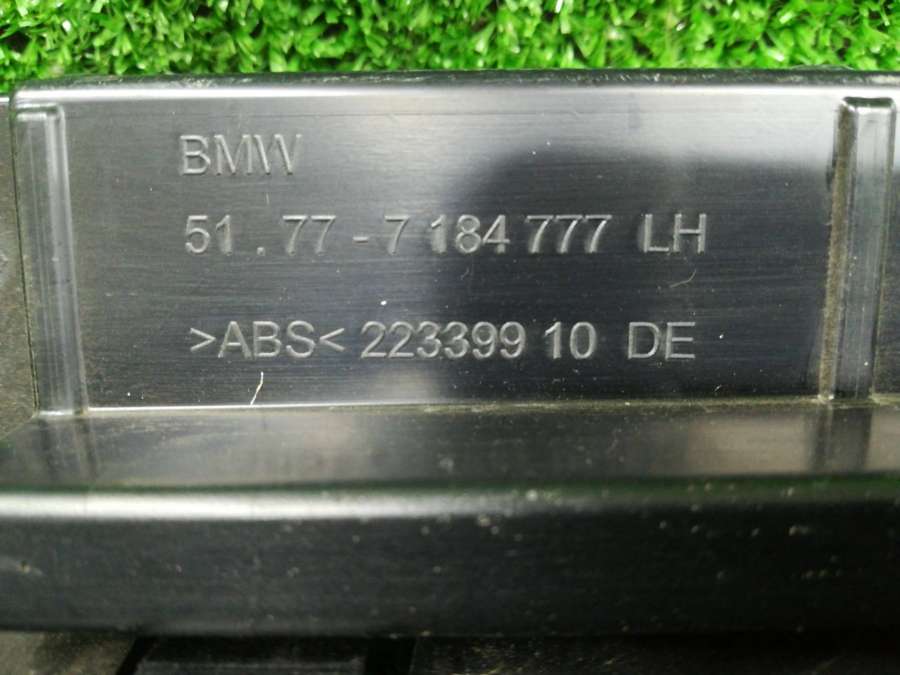 BMW
51.77-7 184 777 LH
>ABS< 223399 10 DE